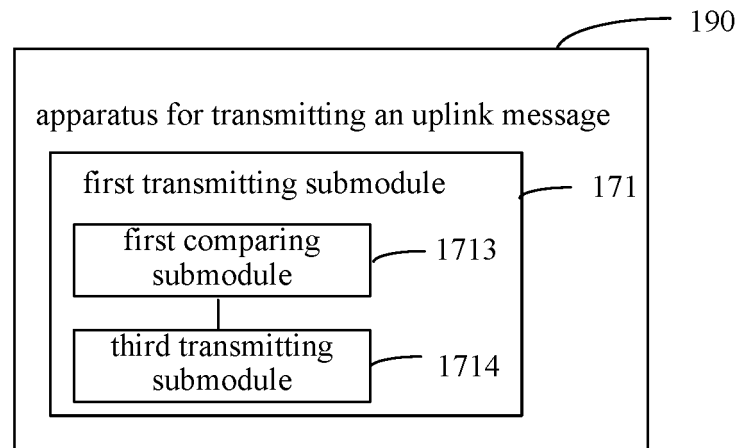 190
apparatus for transmitting an uplink message
first transmitting submodule
171
first comparing
submodule
1713
third transmitting
submodule
1714